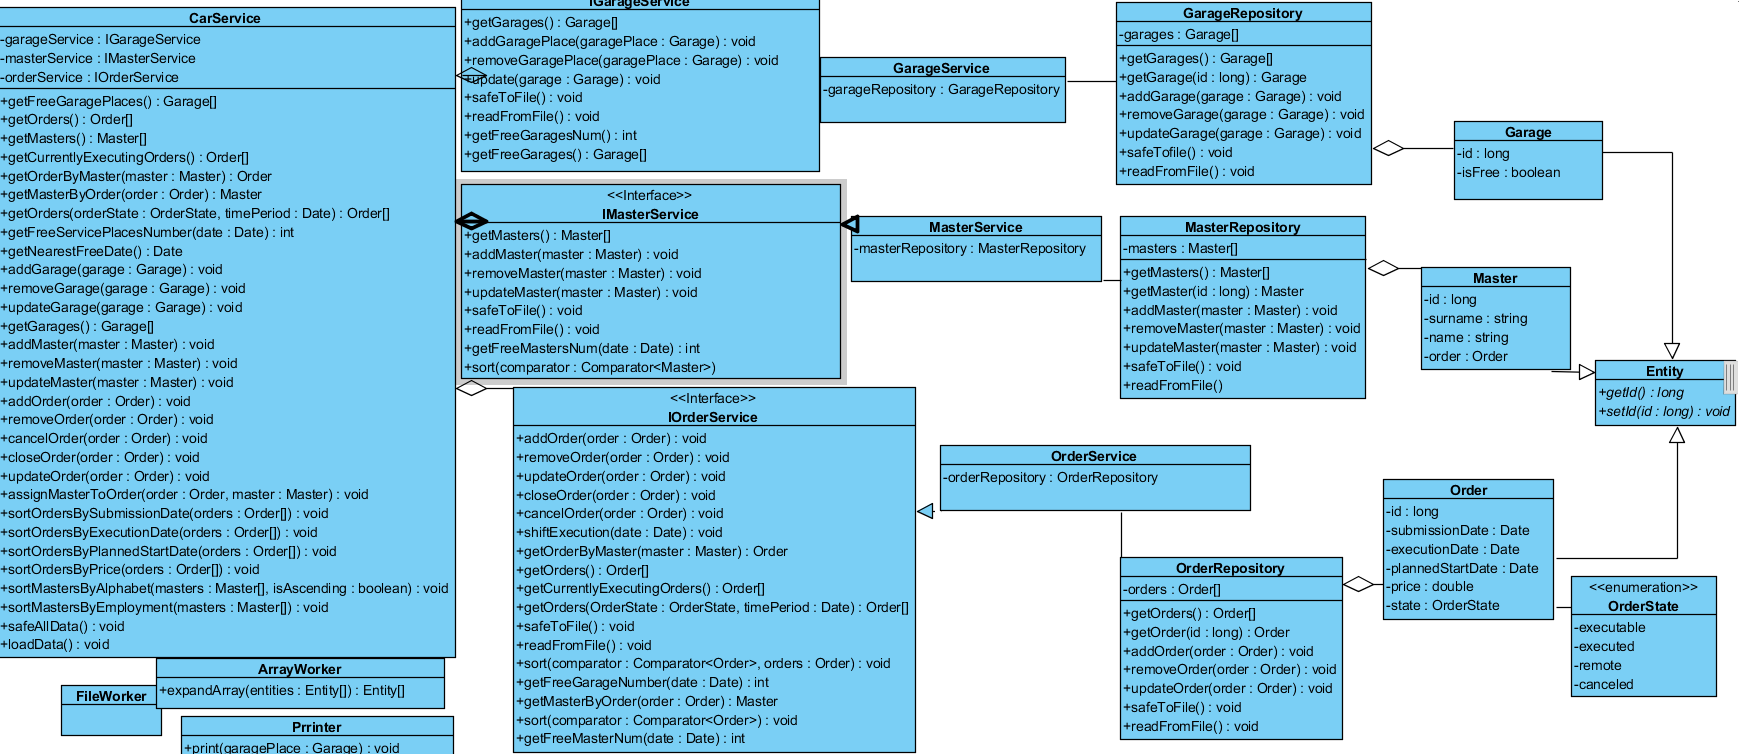 CarService
-garageService : IGarageService
-masterService : IMasterService
-orderService : IOrderService
+getFreeGaragePlaces() : Garage[]
+getOrders() : Order[]
+getMasters() : Master[]
+getCurrentlyExecutingOrders() : Order[]
+getOrderByMaster(master : Master) : Order
+getMasterByOrder(order : Order) : Master
+getOrders(orderState : OrderState, timePeriod : Date) : Order[]
+getFreeServicePlacesNumber(date : Date) : int
+getNearestFreeDate() : Date
+addGarage(garage : Garage) : void
+removeGarage(garage : Garage) : void
+updateGarage(garage : Garage) : void
+getGarages() : Garage[]
+addMaster(master : Master) : void
+removeMaster(master : Master) : void
+updateMaster(master : Master) : void
+addOrder(order : Order) : void
+removeOrder(order : Order) : void
+cancelOrder(order : Order) : void
+closeOrder(order : Order) : void
+updateOrder(order : Order) : void
+assignMasterToOrder(order : Order, master : Master) : void
+sortOrdersBySubmissionDate(orders : Order[]) : void
+sortOrdersByExecutionDate(orders : Order[]) : void
+sortOrdersByPlannedStartDate(orders : Order[]) : void
+sortOrdersByPrice(orders : Order[]) : void
+sortMastersByAlphabet(masters : Master[], isAscending : boolean) : void
+sortMastersByEmployment(masters : Master[]) : void
+safeAllData() : void
+loadData() : void
ArrayWorker
+expandArray(entities : Entity[]) : Entity[]
FileWorker
Prrinter
+print(garagePlace : Garage) : void
IGarageService
+getGarages() : Garage[]
+addGaragePlace(garagePlace : Garage) : void
+removeGaragePlace(garagePlace : Garage) : void
+update(garage : Garage) : void
+safeToFile() : void
+readFromFile() : void
+getFreeGaragesNum() : int
+getFreeGarages() : Garage[]
<<Interface>>
IMasterService
+getMasters() : Master[]
+addMaster(master : Master) : void
+removeMaster(master : Master) : void
+updateMaster(master : Master) : void
+safeToFile() : void
+readFromFile() : void
+getFreeMastersNum(date : Date) : int
+sort(comparator : Comparator<Master>)
<<Interface>>
IOrderService
+addOrder(order : Order) : void
+removeOrder(order : Order) : void
+updateOrder(order : Order) : void
+closeOrder(order : Order) : void
+cancelOrder(order : Order) : void
+shiftExecution(date : Date) : void
+getOrderByMaster(master : Master) : Order
+getOrders() : Order[]
+getCurrentlyExecutingOrders() : Order[]
+getOrders(OrderState : OrderState, timePeriod : Date) : Order[]
+safeToFile() : void
+readFromFile() : void
+sort(comparator : Comparator<Order>, orders : Order) : void
+getFreeGarageNumber(date : Date) : int
+getMasterByOrder(order : Order) : Master
+sort(comparator : Comparator<Order>) : void
+getFreeMasterNum(date : Date) : int
GarageService
-garageRepository : GarageRepository
MasterService
-masterRepository : MasterRepository
OrderService
-orderRepository : OrderRepository
GarageRepository
-garages : Garage[]
+getGarages() : Garage[]
+getGarage(id : long) : Garage
+addGarage(garage : Garage) : void
+removeGarage(garage : Garage) : void
+updateGarage(garage : Garage) : void
+safeTofile() : void
+readFromFile() : void
MasterRepository
-masters : Master[]
+getMasters() : Master[]
+getMaster(id : long) : Master
+addMaster(master : Master) : void
+removeMaster(master : Master) : void
+updateMaster(master : Master) : void
+safeToFile() : void
+readFromFile()
OrderRepository
-orders : Order[]
+getOrders() : Order[]
+getOrder(id : long) : Order
+addOrder(order : Order) : void
+removeOrder(order : Order) : void
+updateOrder(order : Order) : void
+safeToFile() : void
+readFromFile() : void
Garage
-id : long
-isFree : boolean
Master
-id : long
-surname : string
-name : string
-order : Order
Entity
+getId() : long
+setId(id : long) : void
Order
-id : long
-submissionDate : Date
-executionDate : Date
-plannedStartDate : Date
-price : double
-state : OrderState
<<enumeration>>
OrderState
-executable
-executed
-remote
-canceled